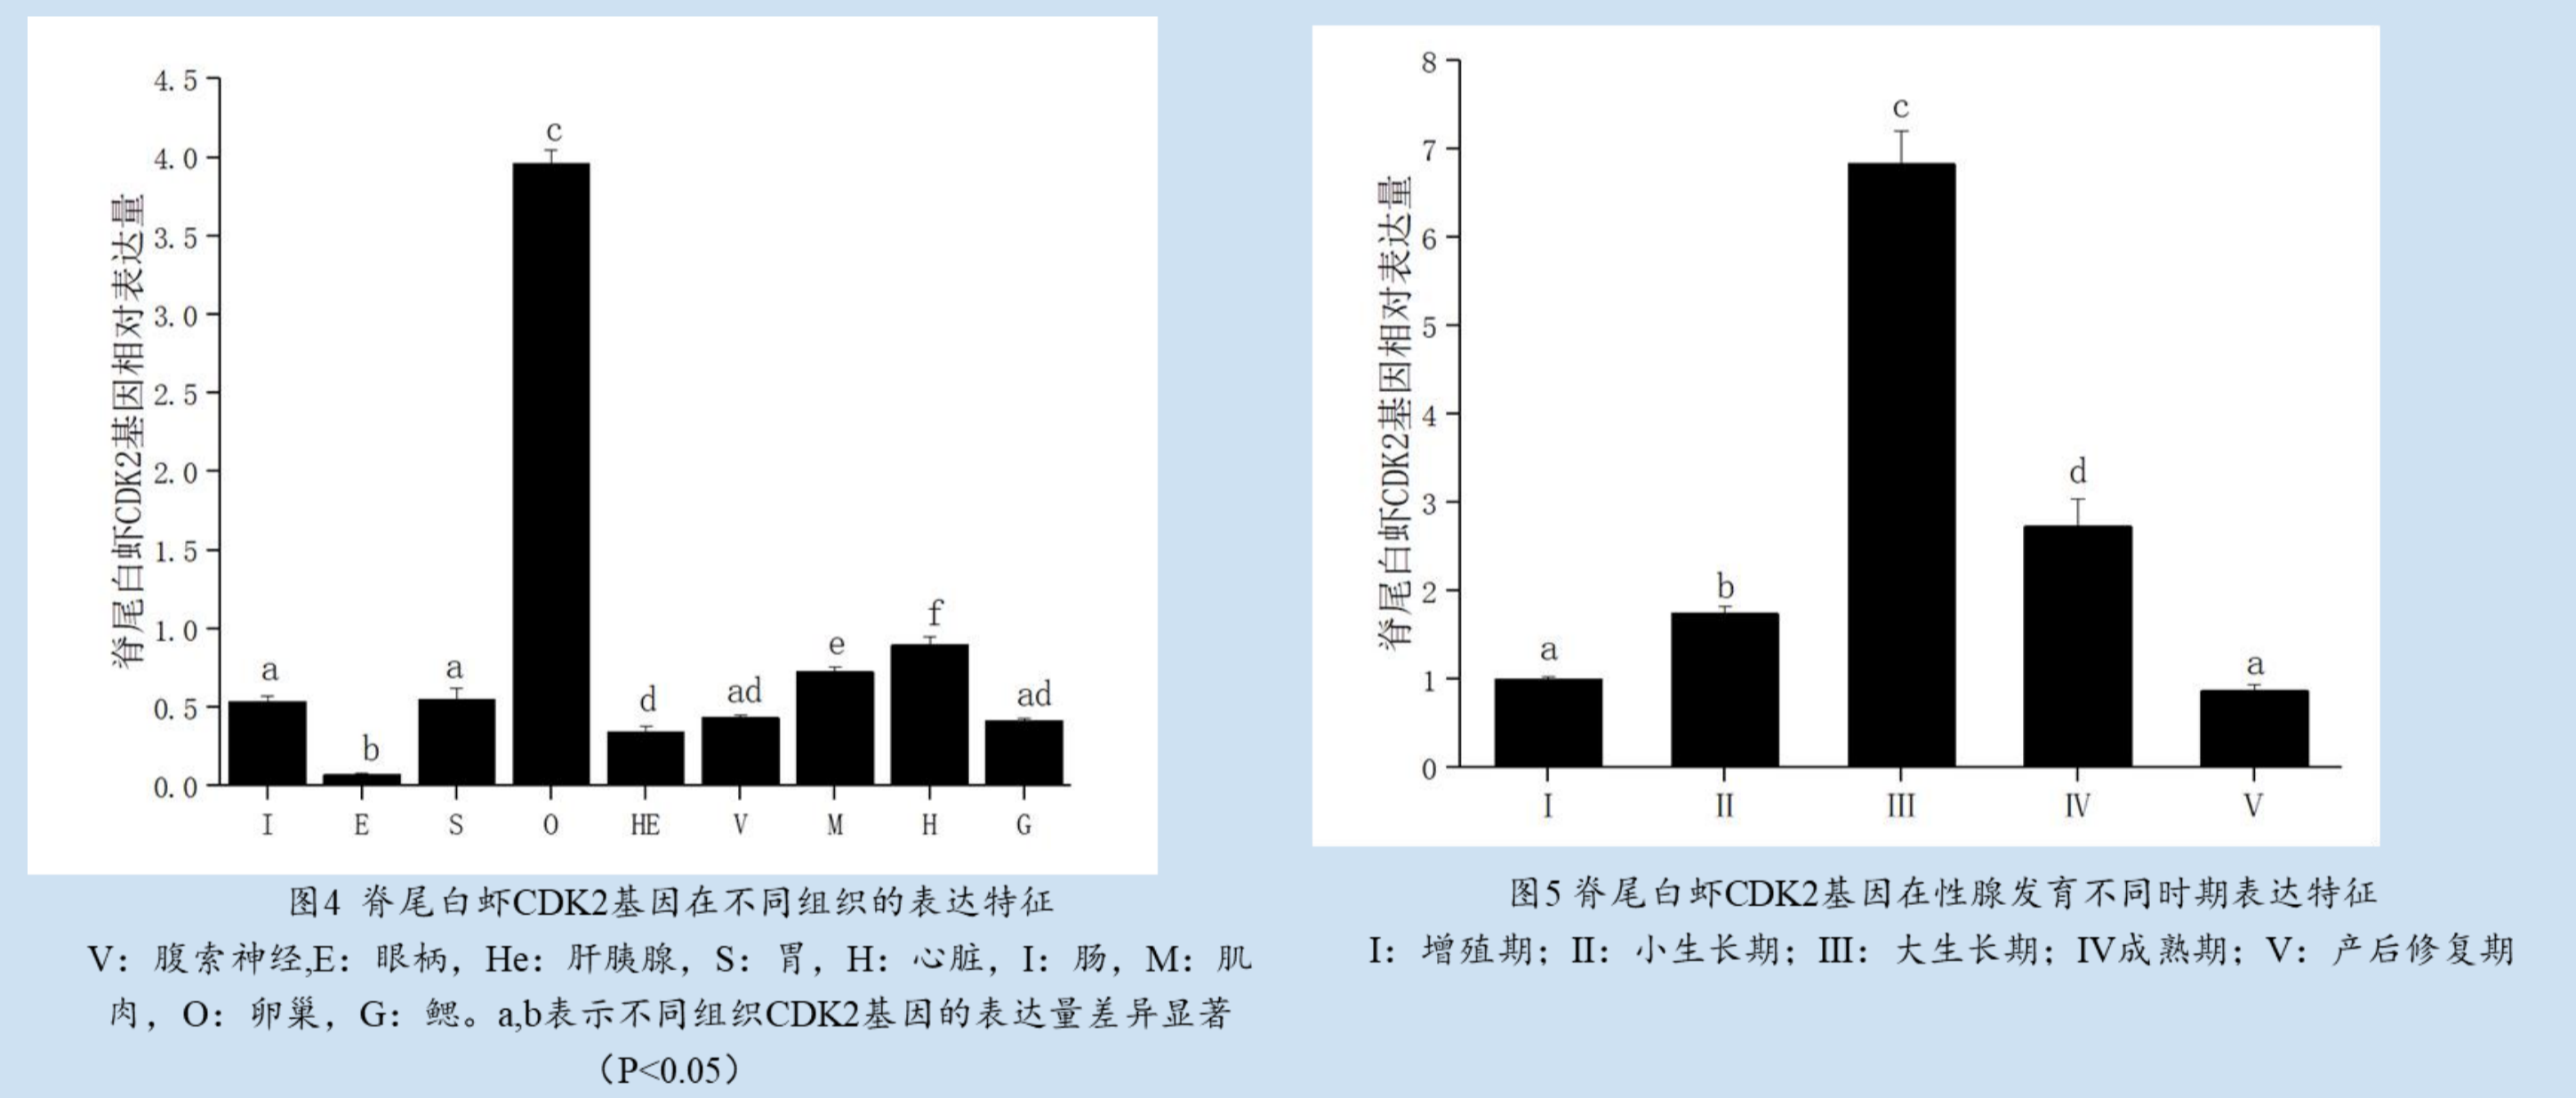 脊尾白虾CDK2基因相对表达量
4.5
4.0
3.5
3.0
2.5
2.0
1.5
1.0
0.5
0.0
a
b
a
c
d
ad
e
f
ad
I
E
S
O
HE
V
M
H
G
图4 脊尾白虾CDK2基因在不同组织的表达特征
V：腹索神经,E：眼柄，He：肝胰腺，S：胃，H：心脏，I：肠，M：肌
肉，O：卵巢，G：鳃。a,b表示不同组织CDK2基因的表达量差异显著
（P<0.05）
脊尾白虾CDK2基因相对表达量
8
7
6
5
4
3
2
1
0
a
b
c
d
a
I
II
III
IV
V
图5 脊尾白虾CDK2基因在性腺发育不同时期表达特征
I：增殖期；II：小生长期；III：大生长期；IV成熟期；V：产后修复期